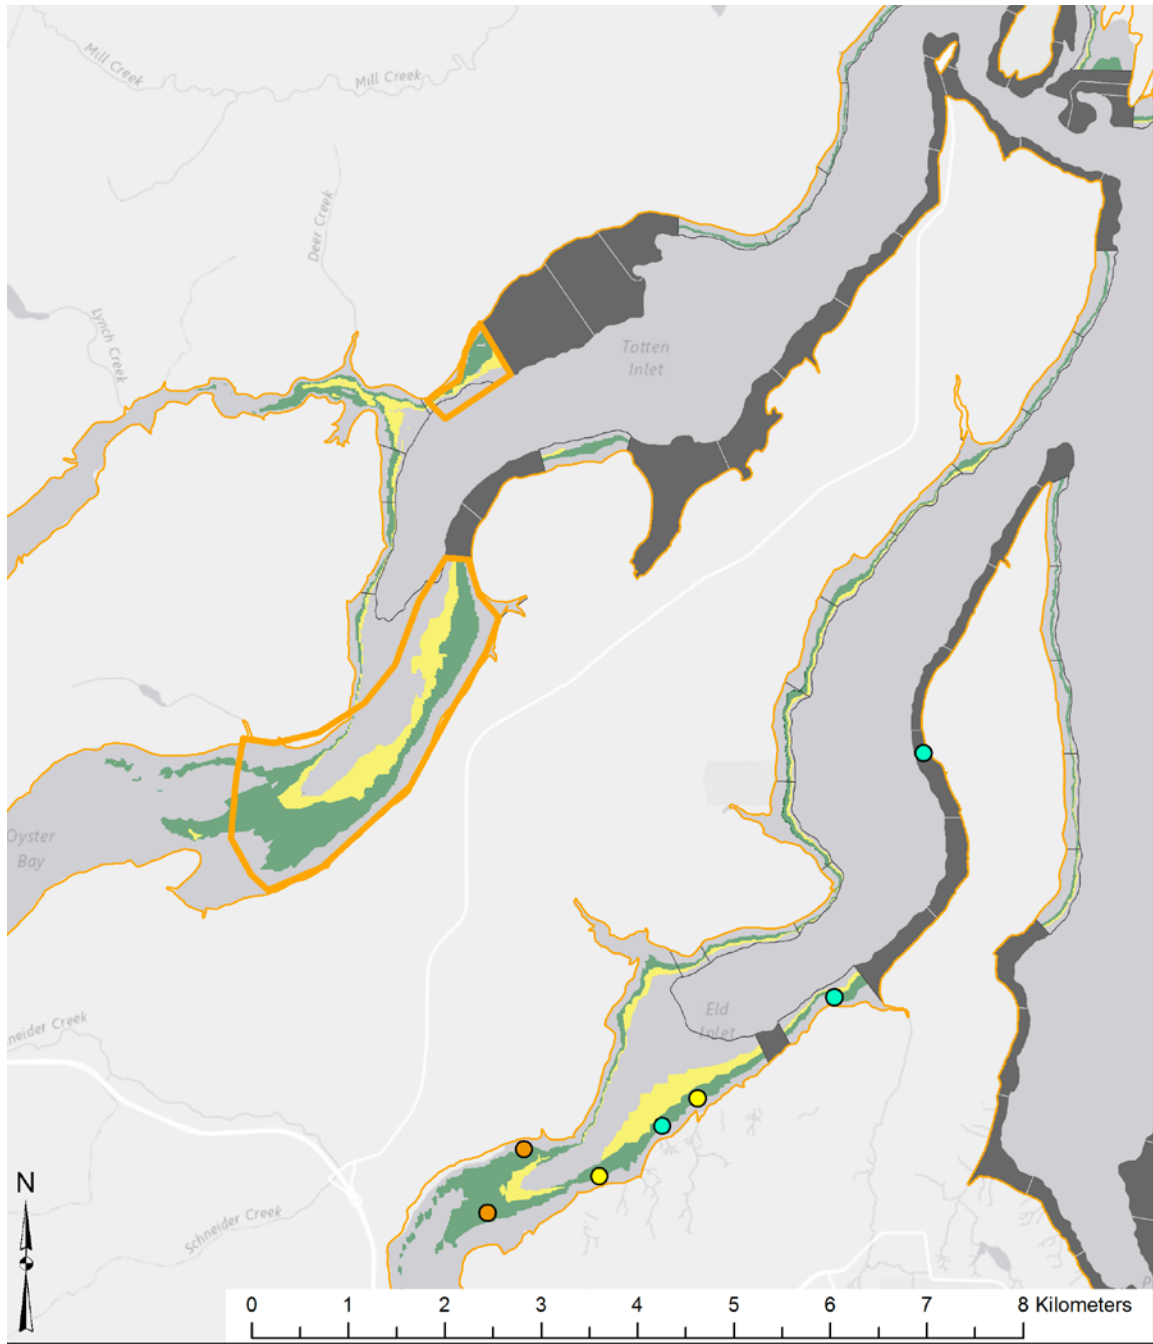 Mill Creek
Mill Creek
Deer Creek
Lynch Creek
Totten
Inlet
Oyster
Bay
Eld
Inlet
neider Creek
Schneider Creek
N
0 1 2 3 4 5 6 7 8 Kilometers